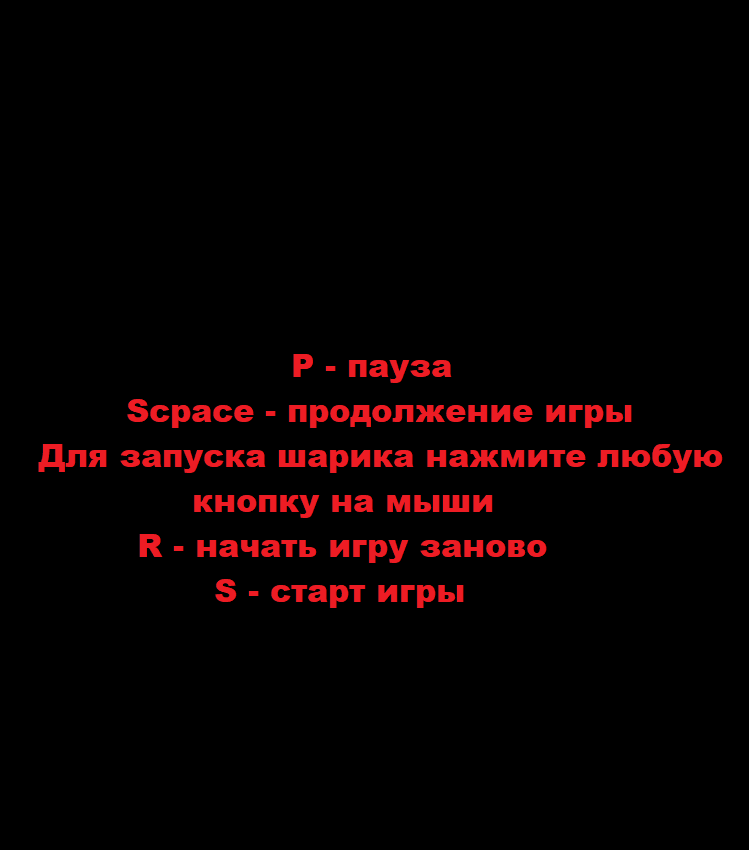 P - пауза
Scpace - продолжение игры
Для запуска шарика нажмите любую
кнопку на мыши
R - начать игру заново
S - старт игры